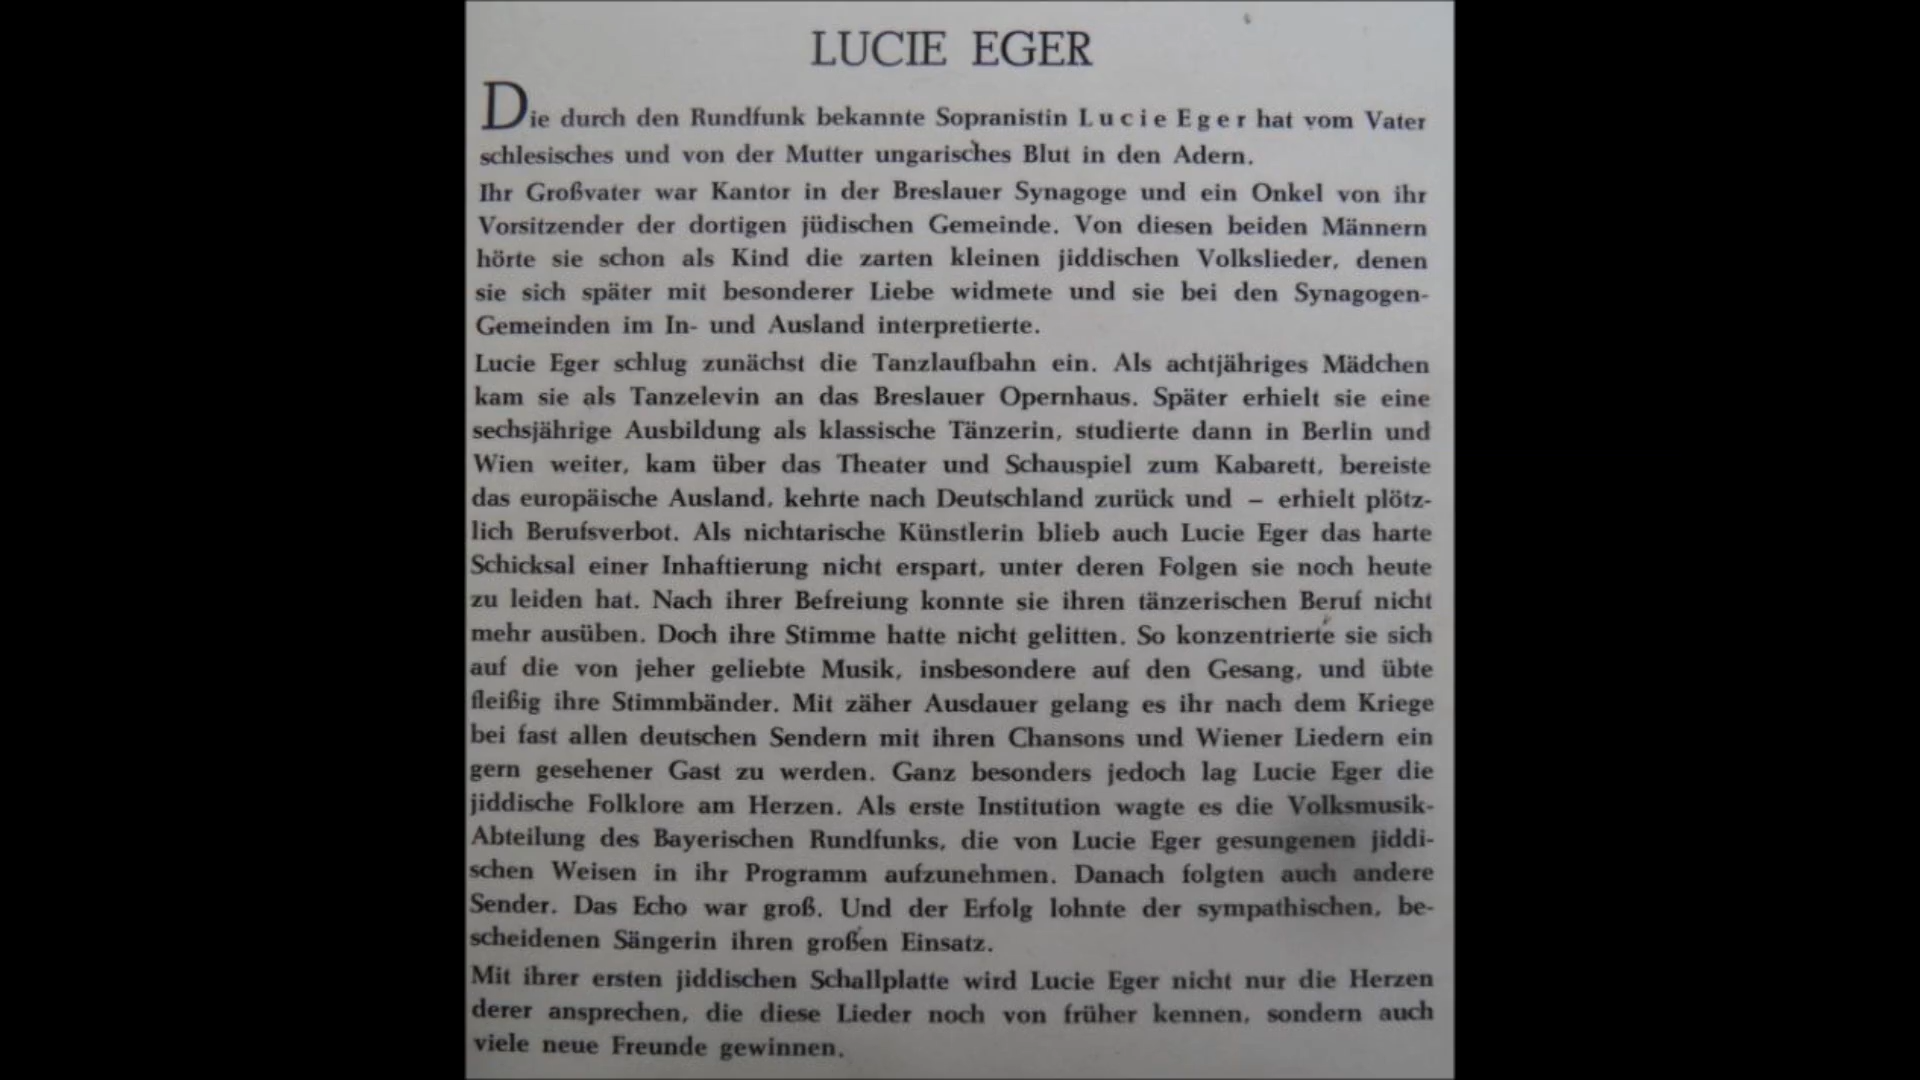 LUCIE EGER
Die durch den Rundfunk bekannte Sopranistin Lucie Eger hat vom Vater
schlesisches und von der Mutter ungarisches Blut in den Adern.
Ihr Großvater war Kantor in der Breslauer Synagoge und ein Onkel von ihr
Vorsitzender der dortigen jüdischen Gemeinde. Von diesen beiden Männern
hörte sie schon als Kind die zarten kleinen jiddischen Volkslieder, denen
sie sich später mit besonderer Liebe widmete und sie bei den Synagogen-
Gemeinden im In- und Ausland interpretierte.
Lucie Eger schlug zunächst die Tanzlaufbahn ein. Als achtjähriges Mädchen
kam sie als Tanzelevin an das Breslauer Opernhaus. Später erhielt sie eine
sechsjährige Ausbildung als klassische Tänzerin, studierte dann in Berlin und
Wien weiter, kam über das Theater und Schauspiel zum Kabarett, bereiste
das europäische Ausland, kehrte nach Deutschland zurück und – erhielt plötz-
lich Berufsverbot. Als nichtarische Künstlerin blieb auch Lucie Eger das harte
Schicksal einer Inhaftierung nicht erspart, unter deren Folgen sie noch heute
zu leiden hat. Nach ihrer Befreiung konnte sie ihren tänzerischen Beruf nicht
mehr ausüben. Doch ihre Stimme hatte nicht gelitten. So konzentrierte sie sich
auf die von jeher geliebte Musik, insbesondere auf den Gesang, und übte
fleißig ihre Stimmbänder. Mit zäher Ausdauer gelang es ihr nach dem Kriege
bei fast allen deutschen Sendern mit ihren Chansons und Wiener Liedern ein
gern gesehener Gast zu werden. Ganz besonders jedoch lag Lucie Eger die
jiddische Folklore am Herzen. Als erste Institution wagte es die Volksmusik-
Abteilung des Bayerischen Rundfunks, die von Lucie Eger gesungenen jiddi-
schen Weisen in ihr Programm aufzunehmen. Danach folgten auch andere
Sender. Das Echo war groß. Und der Erfolg lohnte der sympathischen, be-
scheidenen Sängerin ihren großen Einsatz.
Mit ihrer ersten jiddischen Schallplatte wird Lucie Eger nicht nur die Herzen
derer ansprechen, die diese Lieder noch von früher kennen, sondern auch
viele neue Freunde gewinnen.